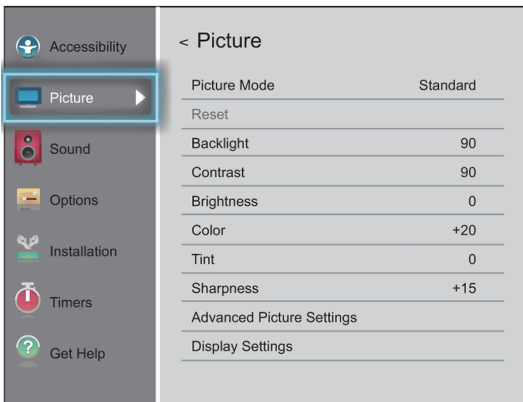 Accessibility
Picture
Sound
Options
Installation
Timers
Get Help
< Picture
Picture Mode Standard
Reset
Backlight 90
Contrast 90
Brightness 0
Color +20
Tint 0
Sharpness +15
Advanced Picture Settings
Display Settings